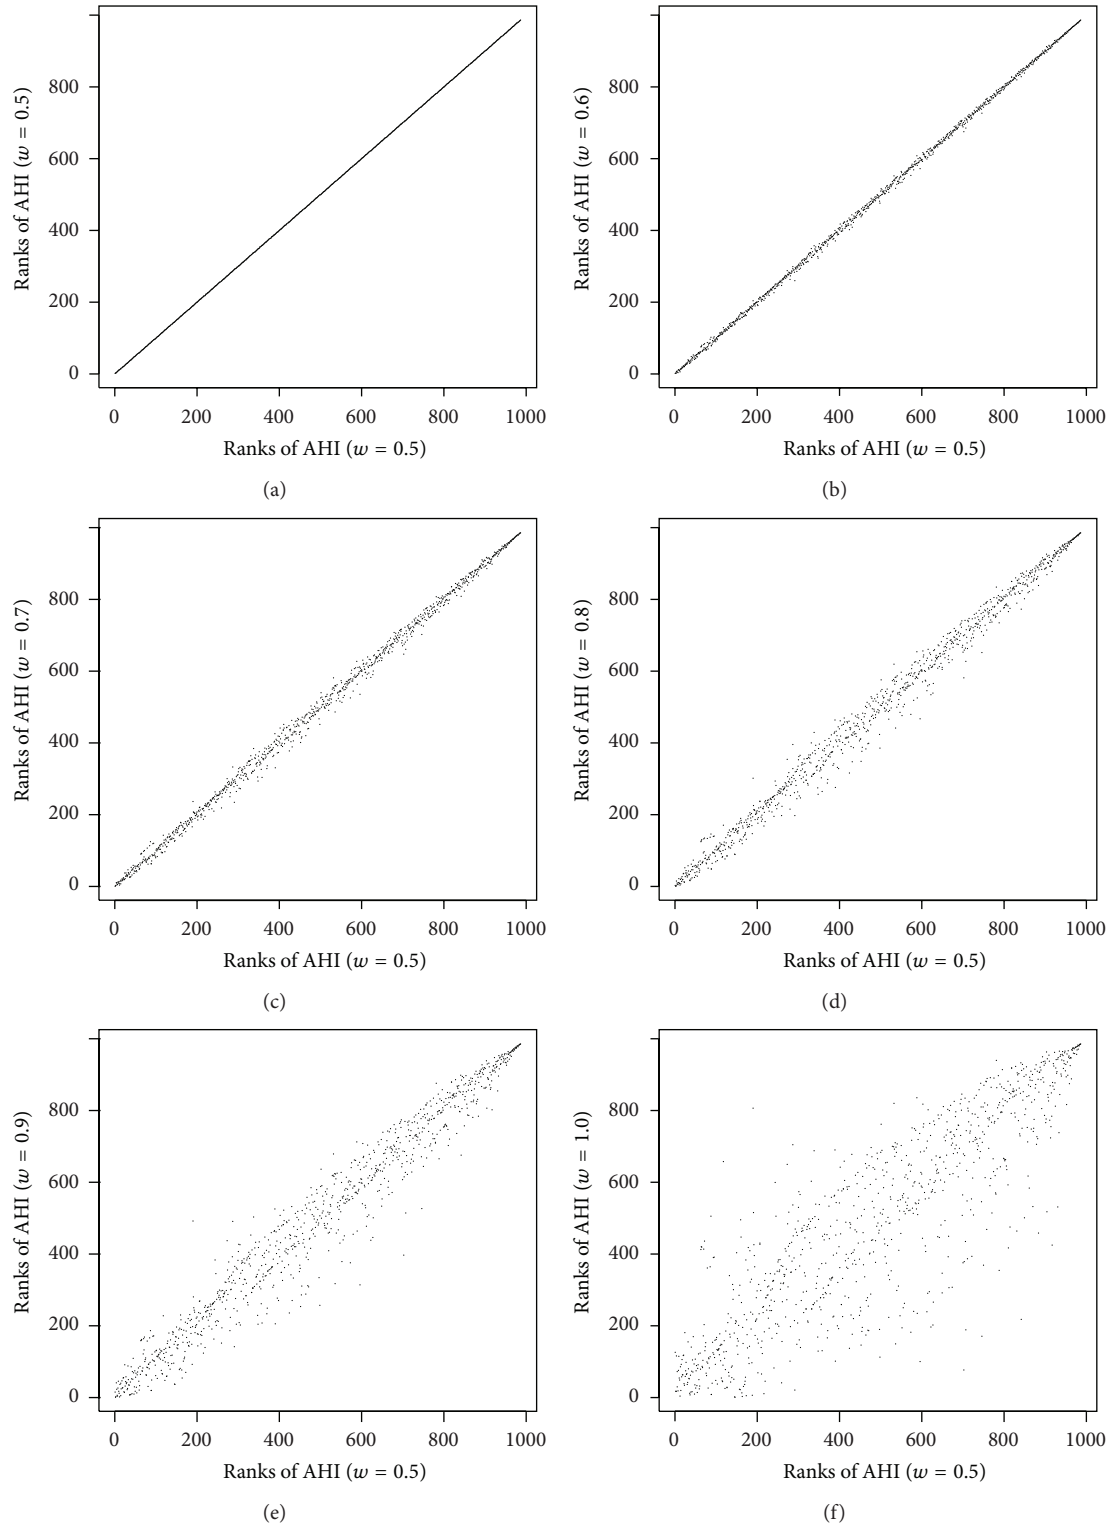 Ranks of AHI (w = 0.5)
800
600
400
200
0
0 200 400 600 800 1000
Ranks of AHI (w = 0.5)
(a)
Ranks of AHI (w = 0.6)
800
600
400
200
0
0 200 400 600 800 1000
Ranks of AHI (w = 0.5)
(b)
Ranks of AHI (w = 0.7)
800
600
400
200
0
0 200 400 600 800 1000
Ranks of AHI (w = 0.5)
(c)
Ranks of AHI (w = 0.8)
800
600
400
200
0
0 200 400 600 800 1000
Ranks of AHI (w = 0.5)
(d)
Ranks of AHI (w = 0.9)
800
600
400
200
0
0 200 400 600 800 1000
Ranks of AHI (w = 0.5)
(e)
Ranks of AHI (w = 1.0)
800
600
400
200
0
0 200 400 600 800 1000
Ranks of AHI (w = 0.5)
(f)